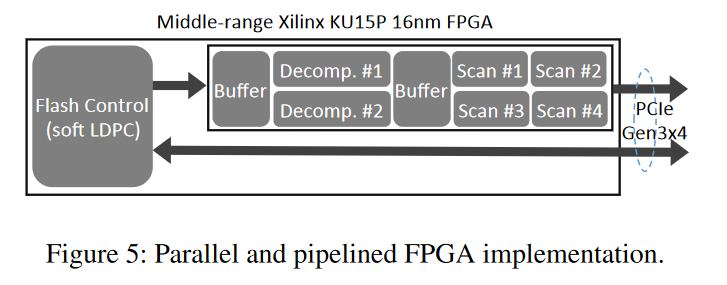 Middle-range Xilinx KU15P 16nm FPGA
Flash Control
(soft LDPC)
Buffer
Decomp. #1
Decomp. #2
Buffer
Scan #1
Scan #2
Scan #3
Scan #4
PCIe
Gen3x4
Figure 5: Parallel and pipelined FPGA implementation.